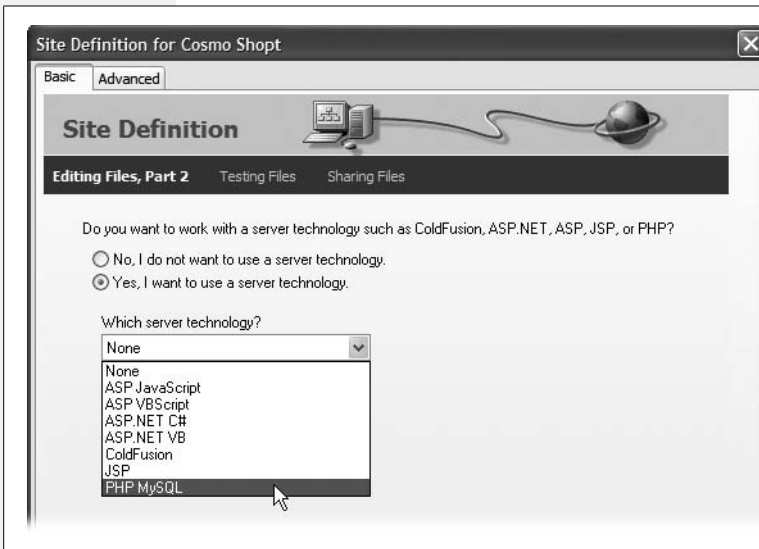 Site Definition for Cosmo Shopt
Basic
Advanced
Site Definition
Editing Files, Part 2
Testing Files
Sharing Files
Do you want to work with a server technology such as ColdFusion, ASP.NET, ASP, JSP, or PHP?
No, I do not want to use a server technology.
Yes, I want to use a server technology.
Which server technology?
None
None
ASP JavaScript
ASP VBScript
ASP.NET C#
ASP.NET VB
ColdFusion
JSP
PHP MySQL